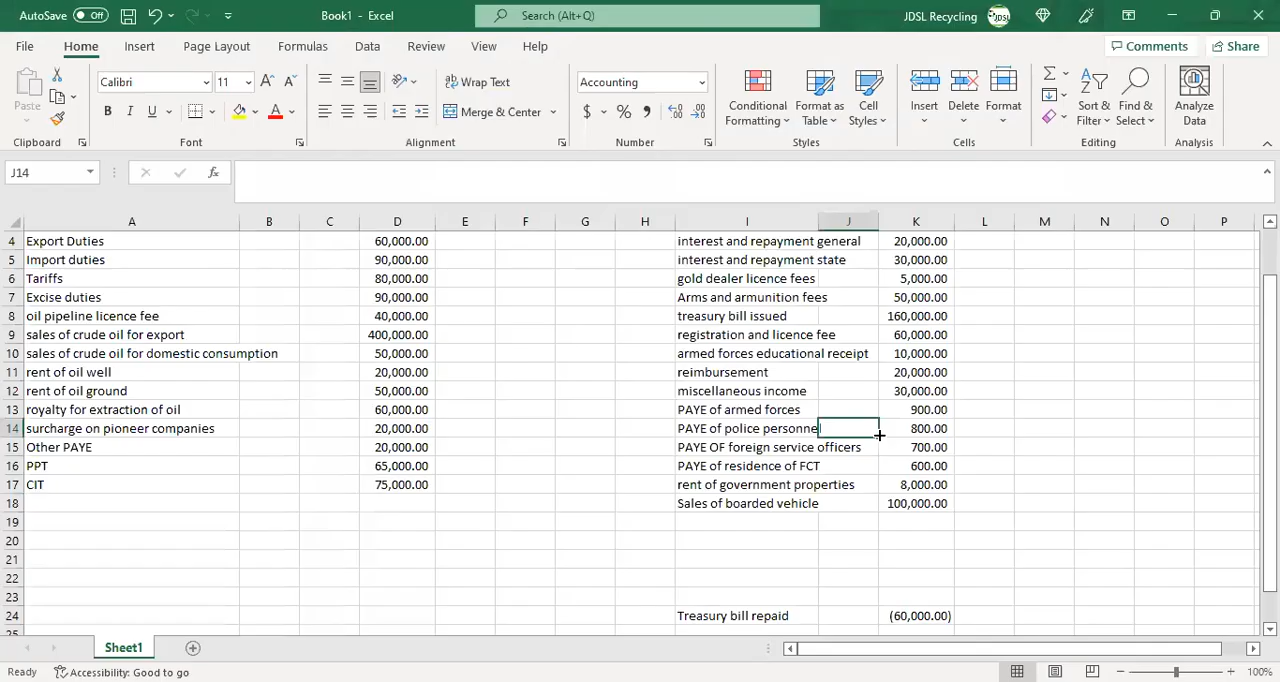 AutoSave Off Book1 - Excel Search (Alt+Q) JDSL Recycling JDSL
File Home Insert Page Layout Formulas Data Review View Help Comments Share
Paste Calibri 11 B I U Wrap Text Merge & Center Accounting $ % Conditional Formatting Format as Table Cell Styles Insert Delete Format Sort & Filter Find & Select Analyze Data
Clipboard Font Alignment Number Styles Cells Editing Analysis
J14 fx
A B C D E F G H I J K L M N O P
4 Export Duties 60,000.00 interest and repayment general 20,000.00
5 Import duties 90,000.00 interest and repayment state 30,000.00
6 Tariffs 80,000.00 gold dealer licence fees 5,000.00
7 Excise duties 90,000.00 Arms and armunition fees 50,000.00
8 oil pipeline licence fee 40,000.00 treasury bill issued 160,000.00
9 sales of crude oil for export 400,000.00 registration and licence fee 60,000.00
10 sales of crude oil for domestic consumption 50,000.00 armed forces educational receipt 10,000.00
11 rent of oil well 20,000.00 reimbursement 20,000.00
12 rent of oil ground 50,000.00 miscellaneous income 30,000.00
13 royalty for extraction of oil 60,000.00 PAYE of armed forces 900.00
14 surcharge on pioneer companies 20,000.00 PAYE of police personnel 800.00
15 Other PAYE 20,000.00 PAYE OF foreign service officers 700.00
16 PPT 65,000.00 PAYE of residence of FCT 600.00
17 CIT 75,000.00 rent of government properties 8,000.00
18 Sales of boarded vehicle 100,000.00
19
20
21
22
23
24 Treasury bill repaid (60,000.00)
25
Sheet1
Ready Accessibility: Good to go 100%